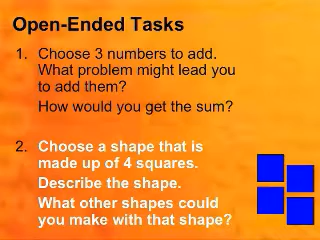 Open-Ended Tasks
1. Choose 3 numbers to add.
What problem might lead you
to add them?
How would you get the sum?
2. Choose a shape that is
made up of 4 squares.
Describe the shape.
What other shapes could
you make with that shape?